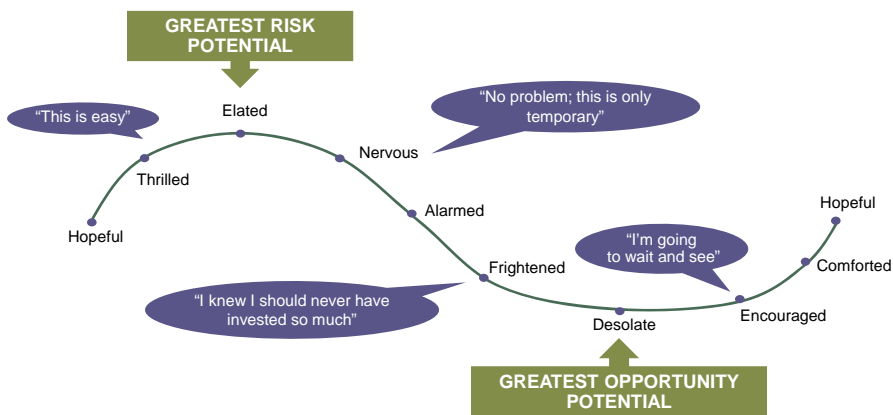 GREATEST RISK
POTENTIAL
Elated
“This is easy”
“No problem; this is only
temporary”
Nervous
Thrilled
Hopeful
Alarmed
Hopeful
“I’m going
to wait and see”
Frightened
Comforted
“I knew I should never have
invested so much”
Desolate
Encouraged
GREATEST OPPORTUNITY
POTENTIAL